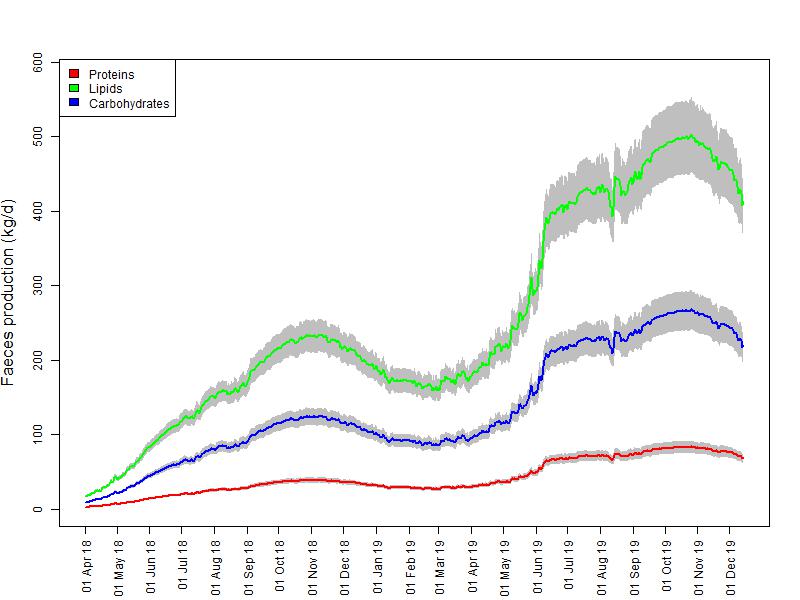 Faeces production (kg/d)
600
500
400
300
200
100
0
Proteins
Lipids
Carbohydrates
01 Apr 18
01 May 18
01 Jun 18
01 Jul 18
01 Aug 18
01 Sep 18
01 Oct 18
01 Nov 18
01 Dec 18
01 Jan 19
01 Feb 19
01 Mar 19
01 Apr 19
01 May 19
01 Jun 19
01 Jul 19
01 Aug 19
01 Sep 19
01 Oct 19
01 Nov 19
01 Dec 19